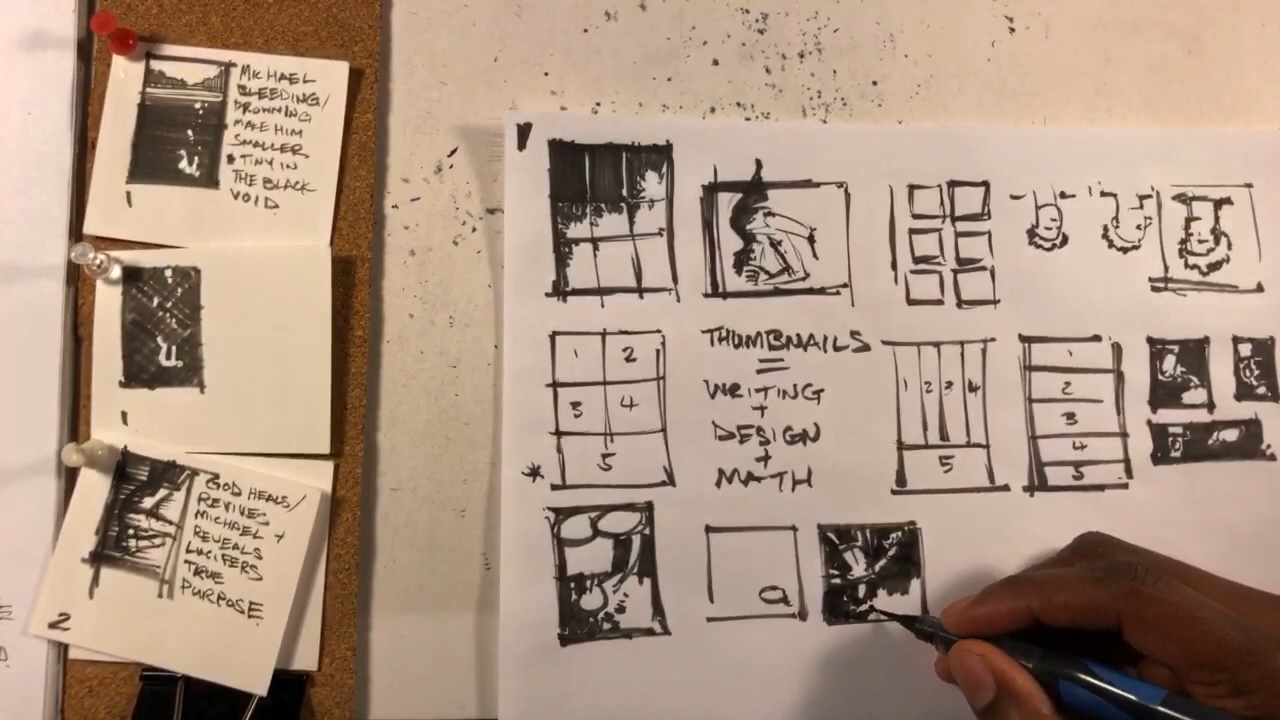 MICHAEL
BLEEDING/
DROWNING
MAKE HIM
SMALLER
TINY IN
THE BLACK
VOID.
1
1
GOD HEALS/
REVIVES
MICHAEL +
REVEALS
LUCIFERS
TRUE
PURPOSE
2
1 2
3 4
5
*
THUMBNAILS
=
WRITING
+
DESIGN
+
MATH
1 2 3 4
5
1
2
3
4
5